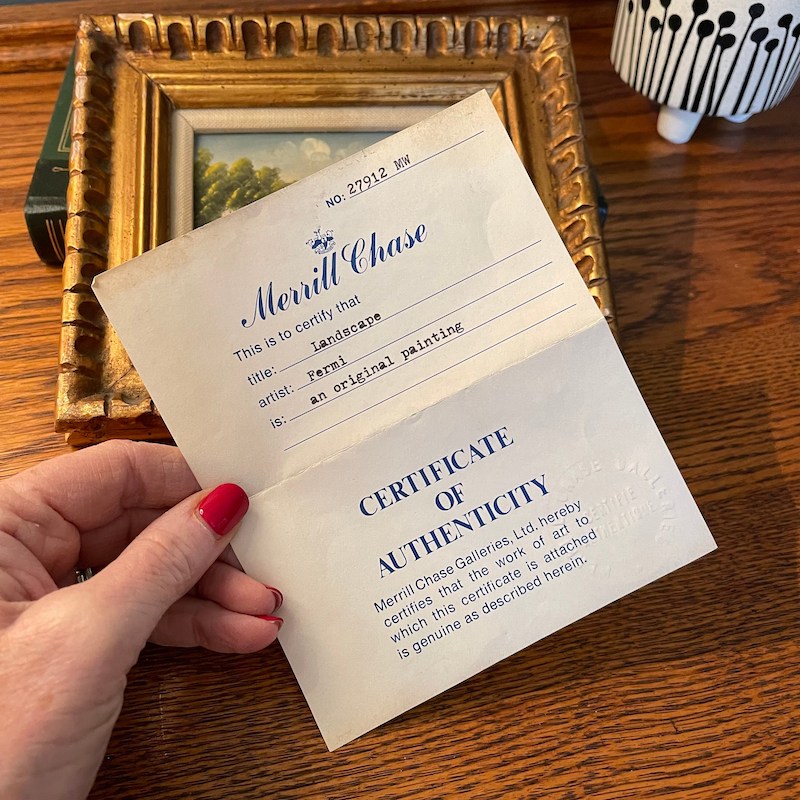 NO: 27912 MW
Merrill Chase
This is to certify that
title: Landscape
artist: Fermi
is: an original painting
CERTIFICATE
OF
AUTHENTICITY
Merrill Chase Galleries, Ltd. hereby
certifies that the work of art to
which this certificate is attached
is genuine as described herein.